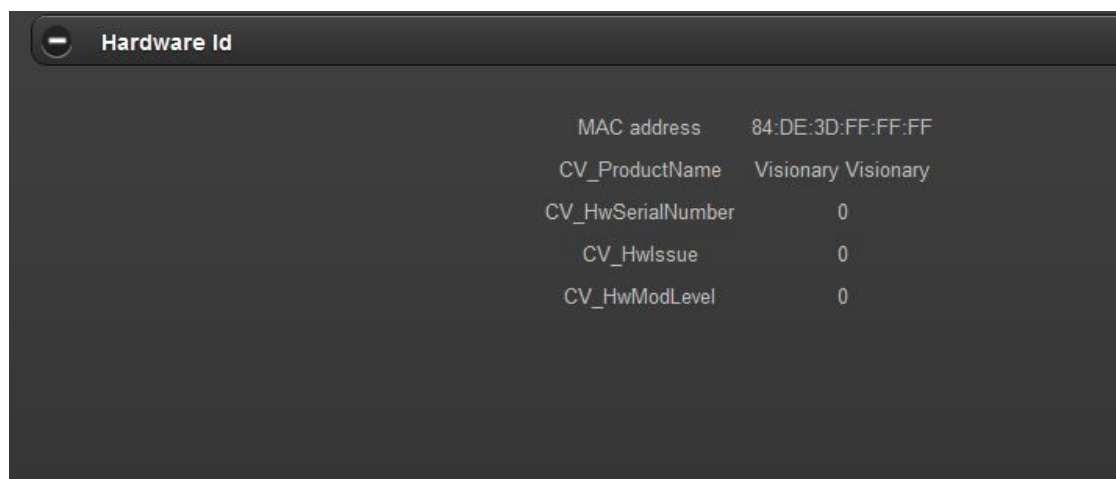 Hardware Id
MAC address 84:DE:3D:FF:FF:FF
CV_ProductName Visionary Visionary
CV_HwSerialNumber 0
CV_HwIssue 0
CV_HwModLevel 0